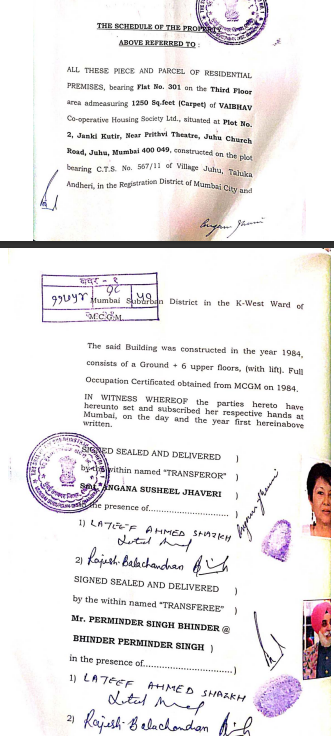 THE SCHEDULE OF THE PROPERTY
ABOVE REFERRED TO :
ALL THESE PIECE AND PARCEL OF RESIDENTIAL
PREMISES, bearing Flat No. 301 on the Third Floor
area admeasuring 1250 Sq.feet (Carpet) of VAIBHAV
Co-operative Housing Society Ltd., situated at Plot No.
2, Janki Kutir, Near Prithvi Theatre, Juhu Church
Road, Juhu, Mumbai 400 049, constructed on the plot
bearing C.T.S. No. 567/11 of Village Juhu, Taluka
Andheri, in the Registration District of Mumbai City and
Mumbai Suburban District in the K-West Ward of
M.C.G.M.
The said Building was constructed in the year 1984,
consists of a Ground + 6 upper floors, (with lift). Full
Occupation Certificated obtained from MCGM on 1984.
IN WITNESS WHEREOF the parties hereto have
hereunto set and subscribed her respective hands at
Mumbai, on the day and the year first hereinabove
written.
SIGNED SEALED AND DELIVERED )
by the within named "TRANSFEROR" )
ANGANA SUSHEEL JHAVERI )
the presence of.....................)
1) LATEEF AHMED SHAIKH
2) Rajesh Balachandran
SIGNED SEALED AND DELIVERED )
by the within named "TRANSFEREE" )
Mr. PERMINDER SINGH BHINDER @
BHINDER PERMINDER SINGH )
in the presence of.......................)
1) LATEEF AHMED SHAIKH
2) Rajesh Balachandran